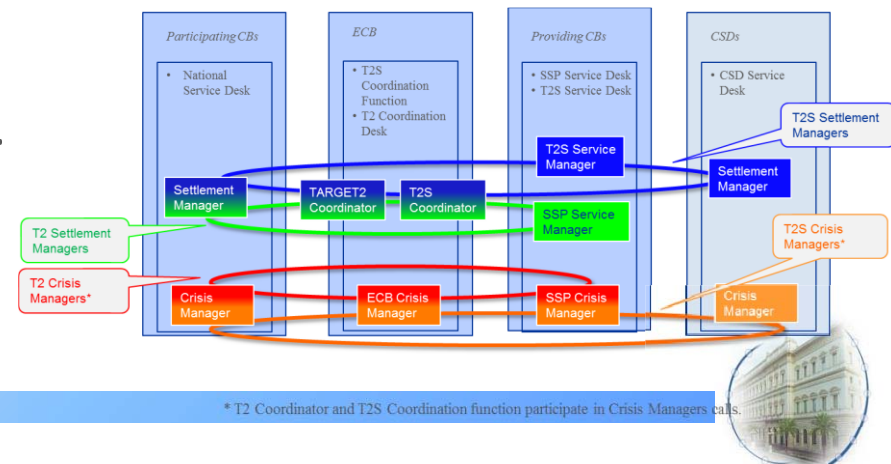 Participating CBs
ECB
Providing CBs
CSDs
• National
Service Desk
• T2S
Coordination
Function
• T2 Coordination
Desk
• SSP Service Desk
• T2S Service Desk
• CSD Service
Desk
T2S Settlement
Managers
T2S Service
Manager
Settlement
Manager
Settlement
Manager
TARGET2
Coordinator
T2S
Coordinator
SSP Service
Manager
T2 Settlement
Managers
T2S Crisis
Managers*
T2 Crisis
Managers*
Crisis
Manager
ECB Crisis
Manager
SSP Crisis
Manager
Crisis
Manager
* T2 Coordinator and T2S Coordination function participate in Crisis Managers calls.